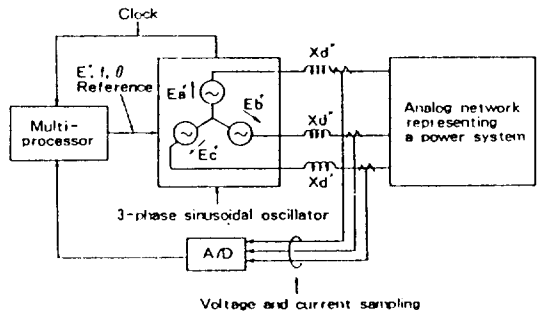 Clock
E", f, θ
Reference
Multi-
processor
Ea"
Eb"
Ec"
Xd"
Xd"
Xd"
Analog network
representing
a power system
3-phase sinusoidal oscillator
A/D
Voltage and current sampling